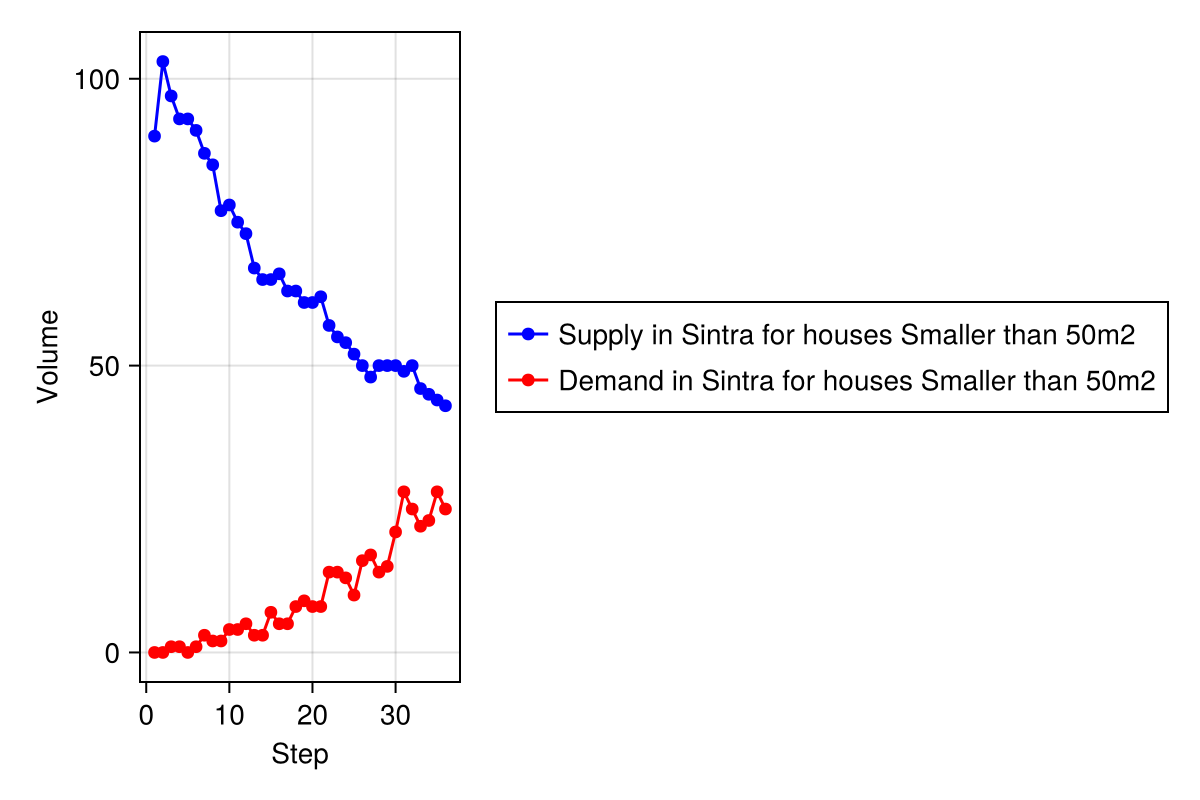 100
50
0
Volume
0 10 20 30
Step
Supply in Sintra for houses Smaller than 50m2
Demand in Sintra for houses Smaller than 50m2